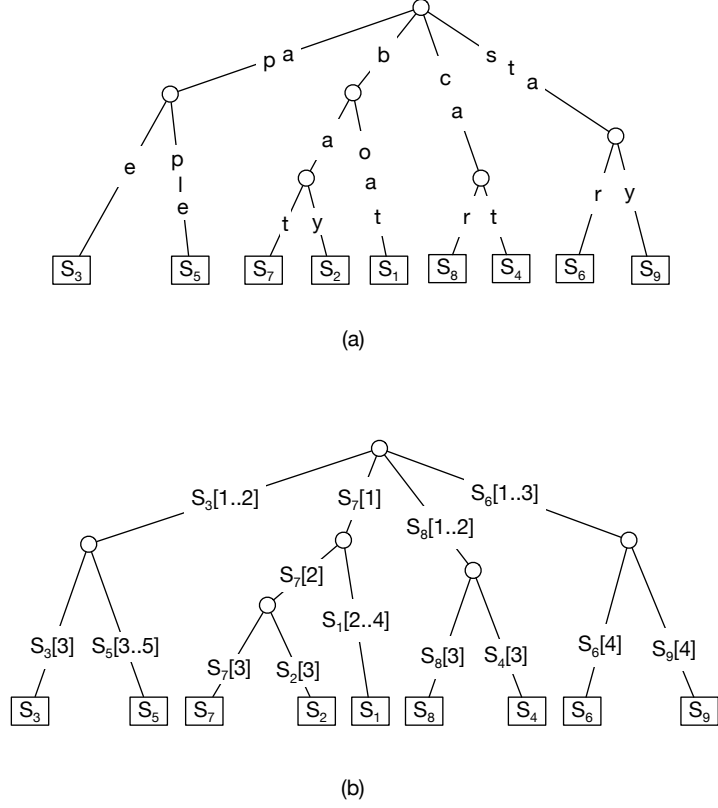 p a b s
c t a
a
e p l e a o a r y
t y t r t
S₃ S₅ S₇ S₂ S₁ S₈ S₄ S₆ S₉
(a)
S₃[1..2] S₇[1] S₆[1..3]
S₈[1..2]
S₇[2]
S₁[2..4]
S₃[3] S₅[3..5] S₆[4] S₉[4]
S₇[3] S₂[3] S₈[3] S₄[3]
S₃ S₅ S₇ S₂ S₁ S₈ S₄ S₆ S₉
(b)